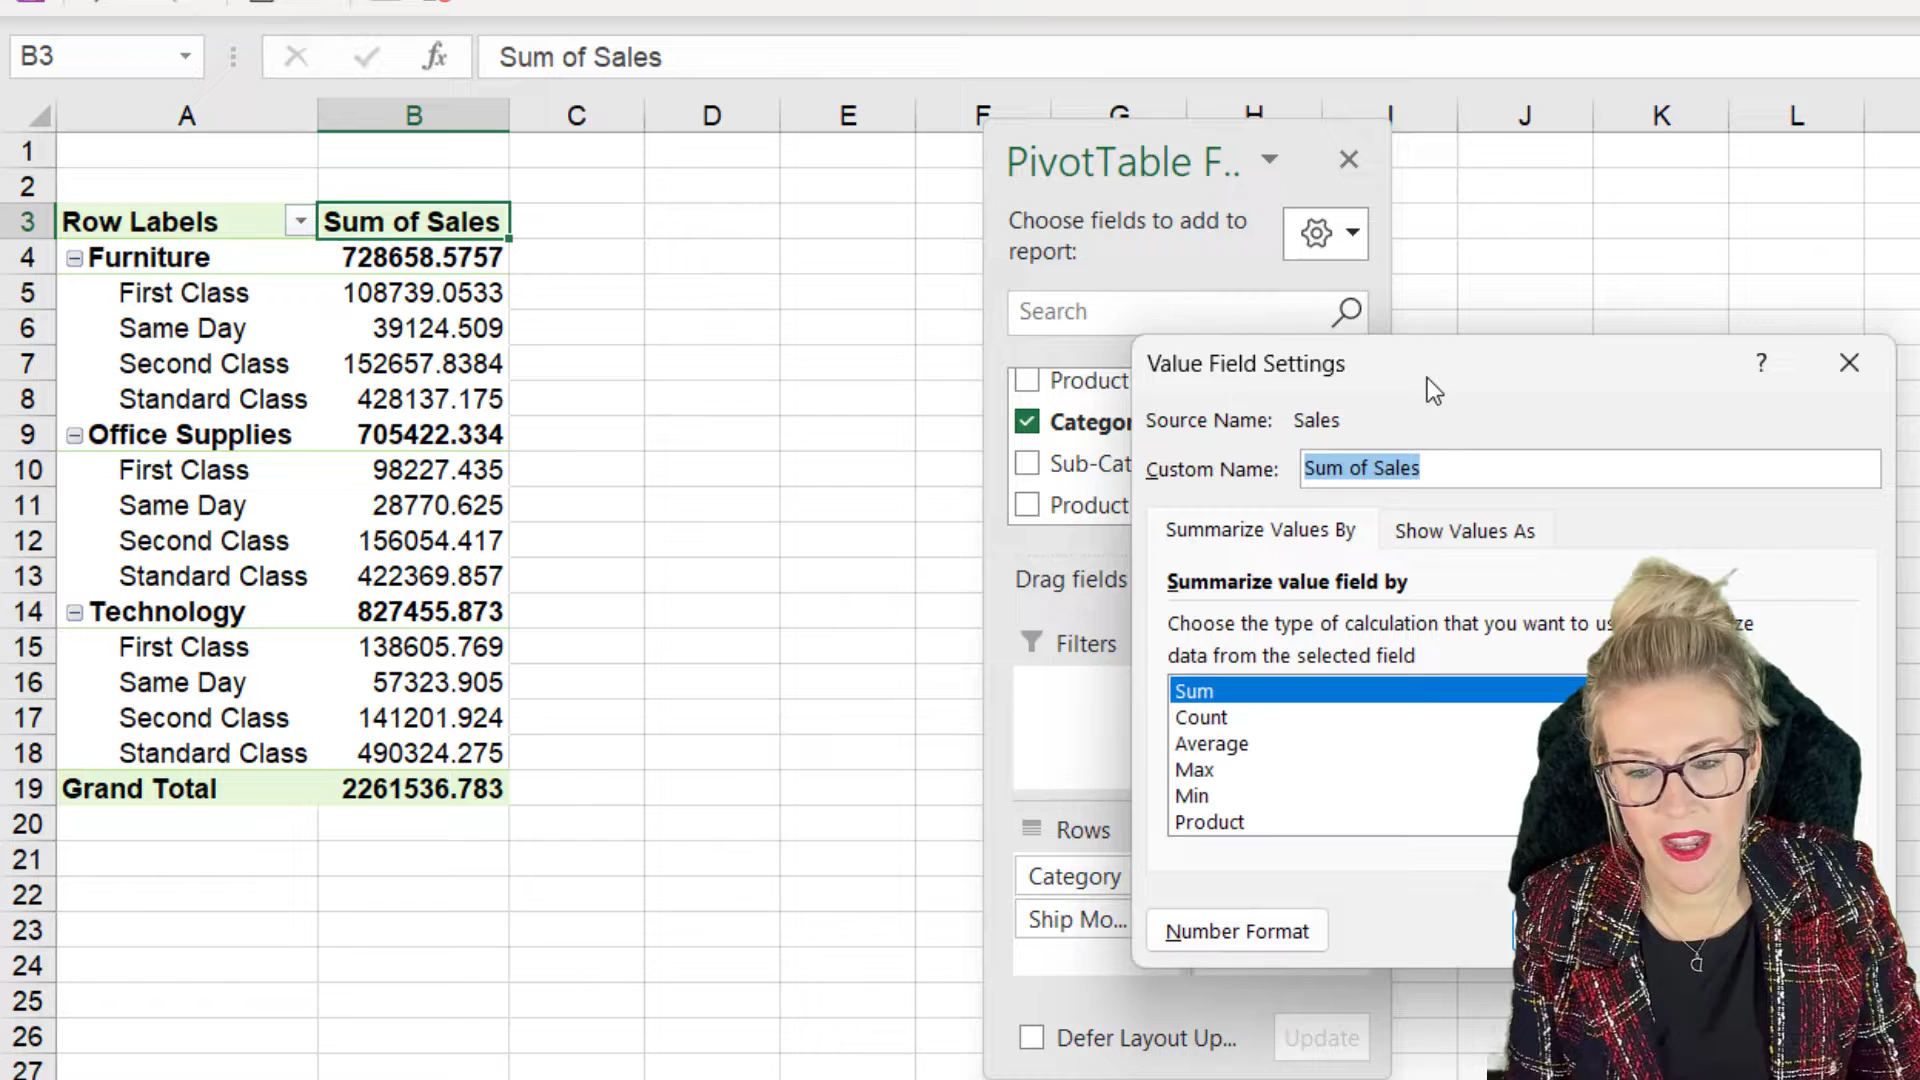 B3
fx
Sum of Sales
A B C D E F G H I J K L
1
2
3 Row Labels Sum of Sales
4 Furniture 728658.5757
5 First Class 108739.0533
6 Same Day 39124.509
7 Second Class 152657.8384
8 Standard Class 428137.175
9 Office Supplies 705422.334
10 First Class 98227.435
11 Same Day 28770.625
12 Second Class 156054.417
13 Standard Class 422369.857
14 Technology 827455.873
15 First Class 138605.769
16 Same Day 57323.905
17 Second Class 141201.924
18 Standard Class 490324.275
19 Grand Total 2261536.783
20
21
22
23
24
25
26
27
PivotTable F..
Choose fields to add to
report:
Search
Product
Categor
Sub-Cat
Product
Drag fields
Filters
Rows
Category
Ship Mo...
Defer Layout Up...
Update
Value Field Settings
?
Source Name: Sales
Custom Name: Sum of Sales
Summarize Values By
Show Values As
Summarize value field by
Choose the type of calculation that you want to us ze
data from the selected field
Sum
Count
Average
Max
Min
Product
Number Format